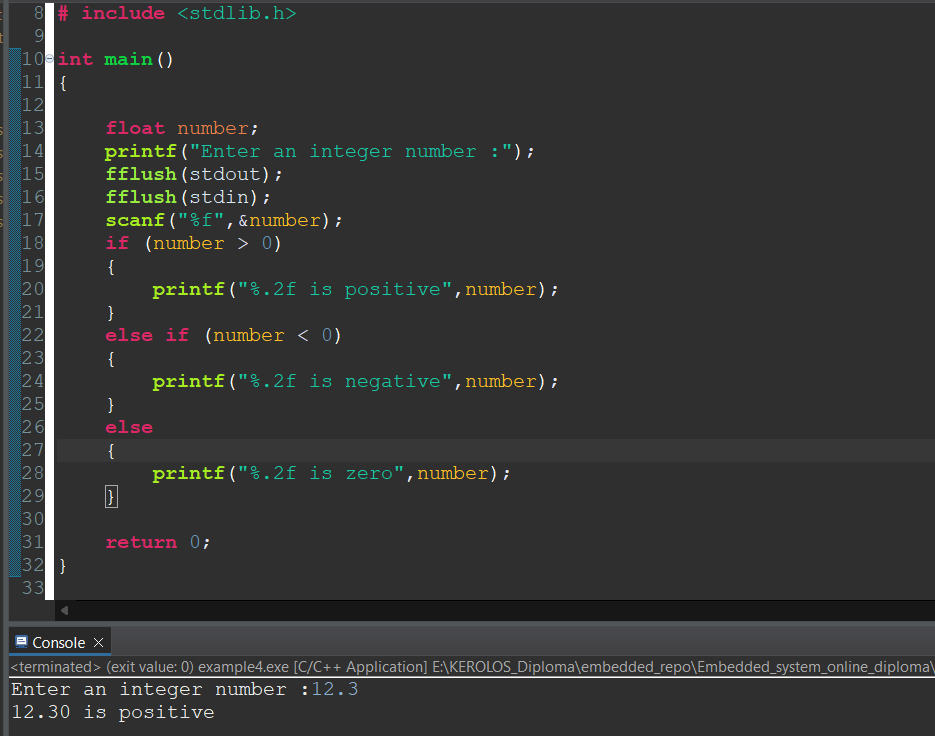 8 # include <stdlib.h>
9
10 int main()
11 {
12
13 float number;
14 printf("Enter an integer number :");
15 fflush(stdout);
16 fflush(stdin);
17 scanf("%f",&number);
18 if (number > 0)
19 {
20 printf("%.2f is positive",number);
21 }
22 else if (number < 0)
23 {
24 printf("%.2f is negative",number);
25 }
26 else
27 {
28 printf("%.2f is zero",number);
29 }
30
31 return 0;
32 }
33
Console
<terminated> (exit value: 0) example4.exe [C/C++ Application] E:\KEROLOS_Diploma\embedded_repo\Embedded_system_online_diploma\
Enter an integer number :12.3
12.30 is positive